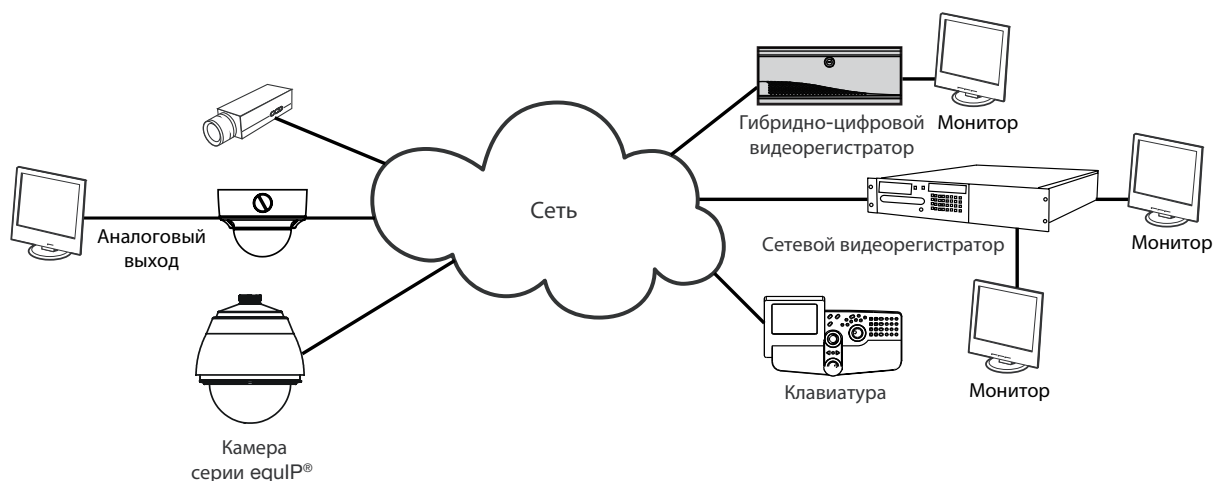 Гибридно-цифровой
видеорегистратор
Монитор
Сеть
Аналоговый
выход
Сетевой видеорегистратор
Монитор
Клавиатура
Монитор
Камера
серии equIP®